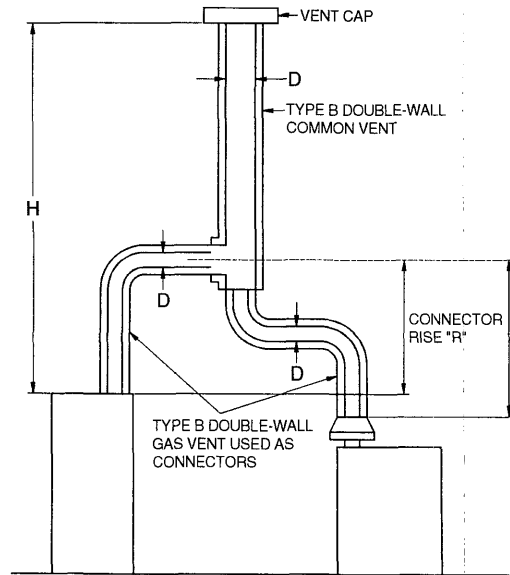 VENT CAP
D
TYPE B DOUBLE-WALL
COMMON VENT
H
D
CONNECTOR
RISE "R"
D
TYPE B DOUBLE-WALL
GAS VENT USED AS
CONNECTORS